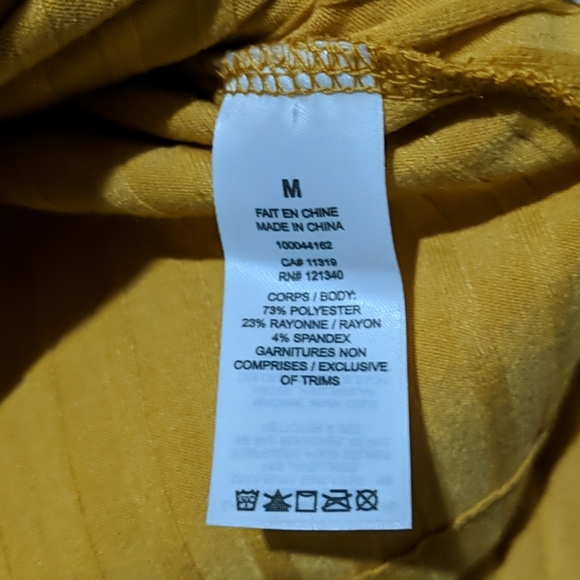 M
FAIT EN CHINE
MADE IN CHINA
100044162
CA# 11319
RN# 121340
CORPS / BODY:
73% POLYESTER
23% RAYONNE / RAYON
4% SPANDEX
GARNITURES NON
COMPRISES / EXCLUSIVE
OF TRIMS